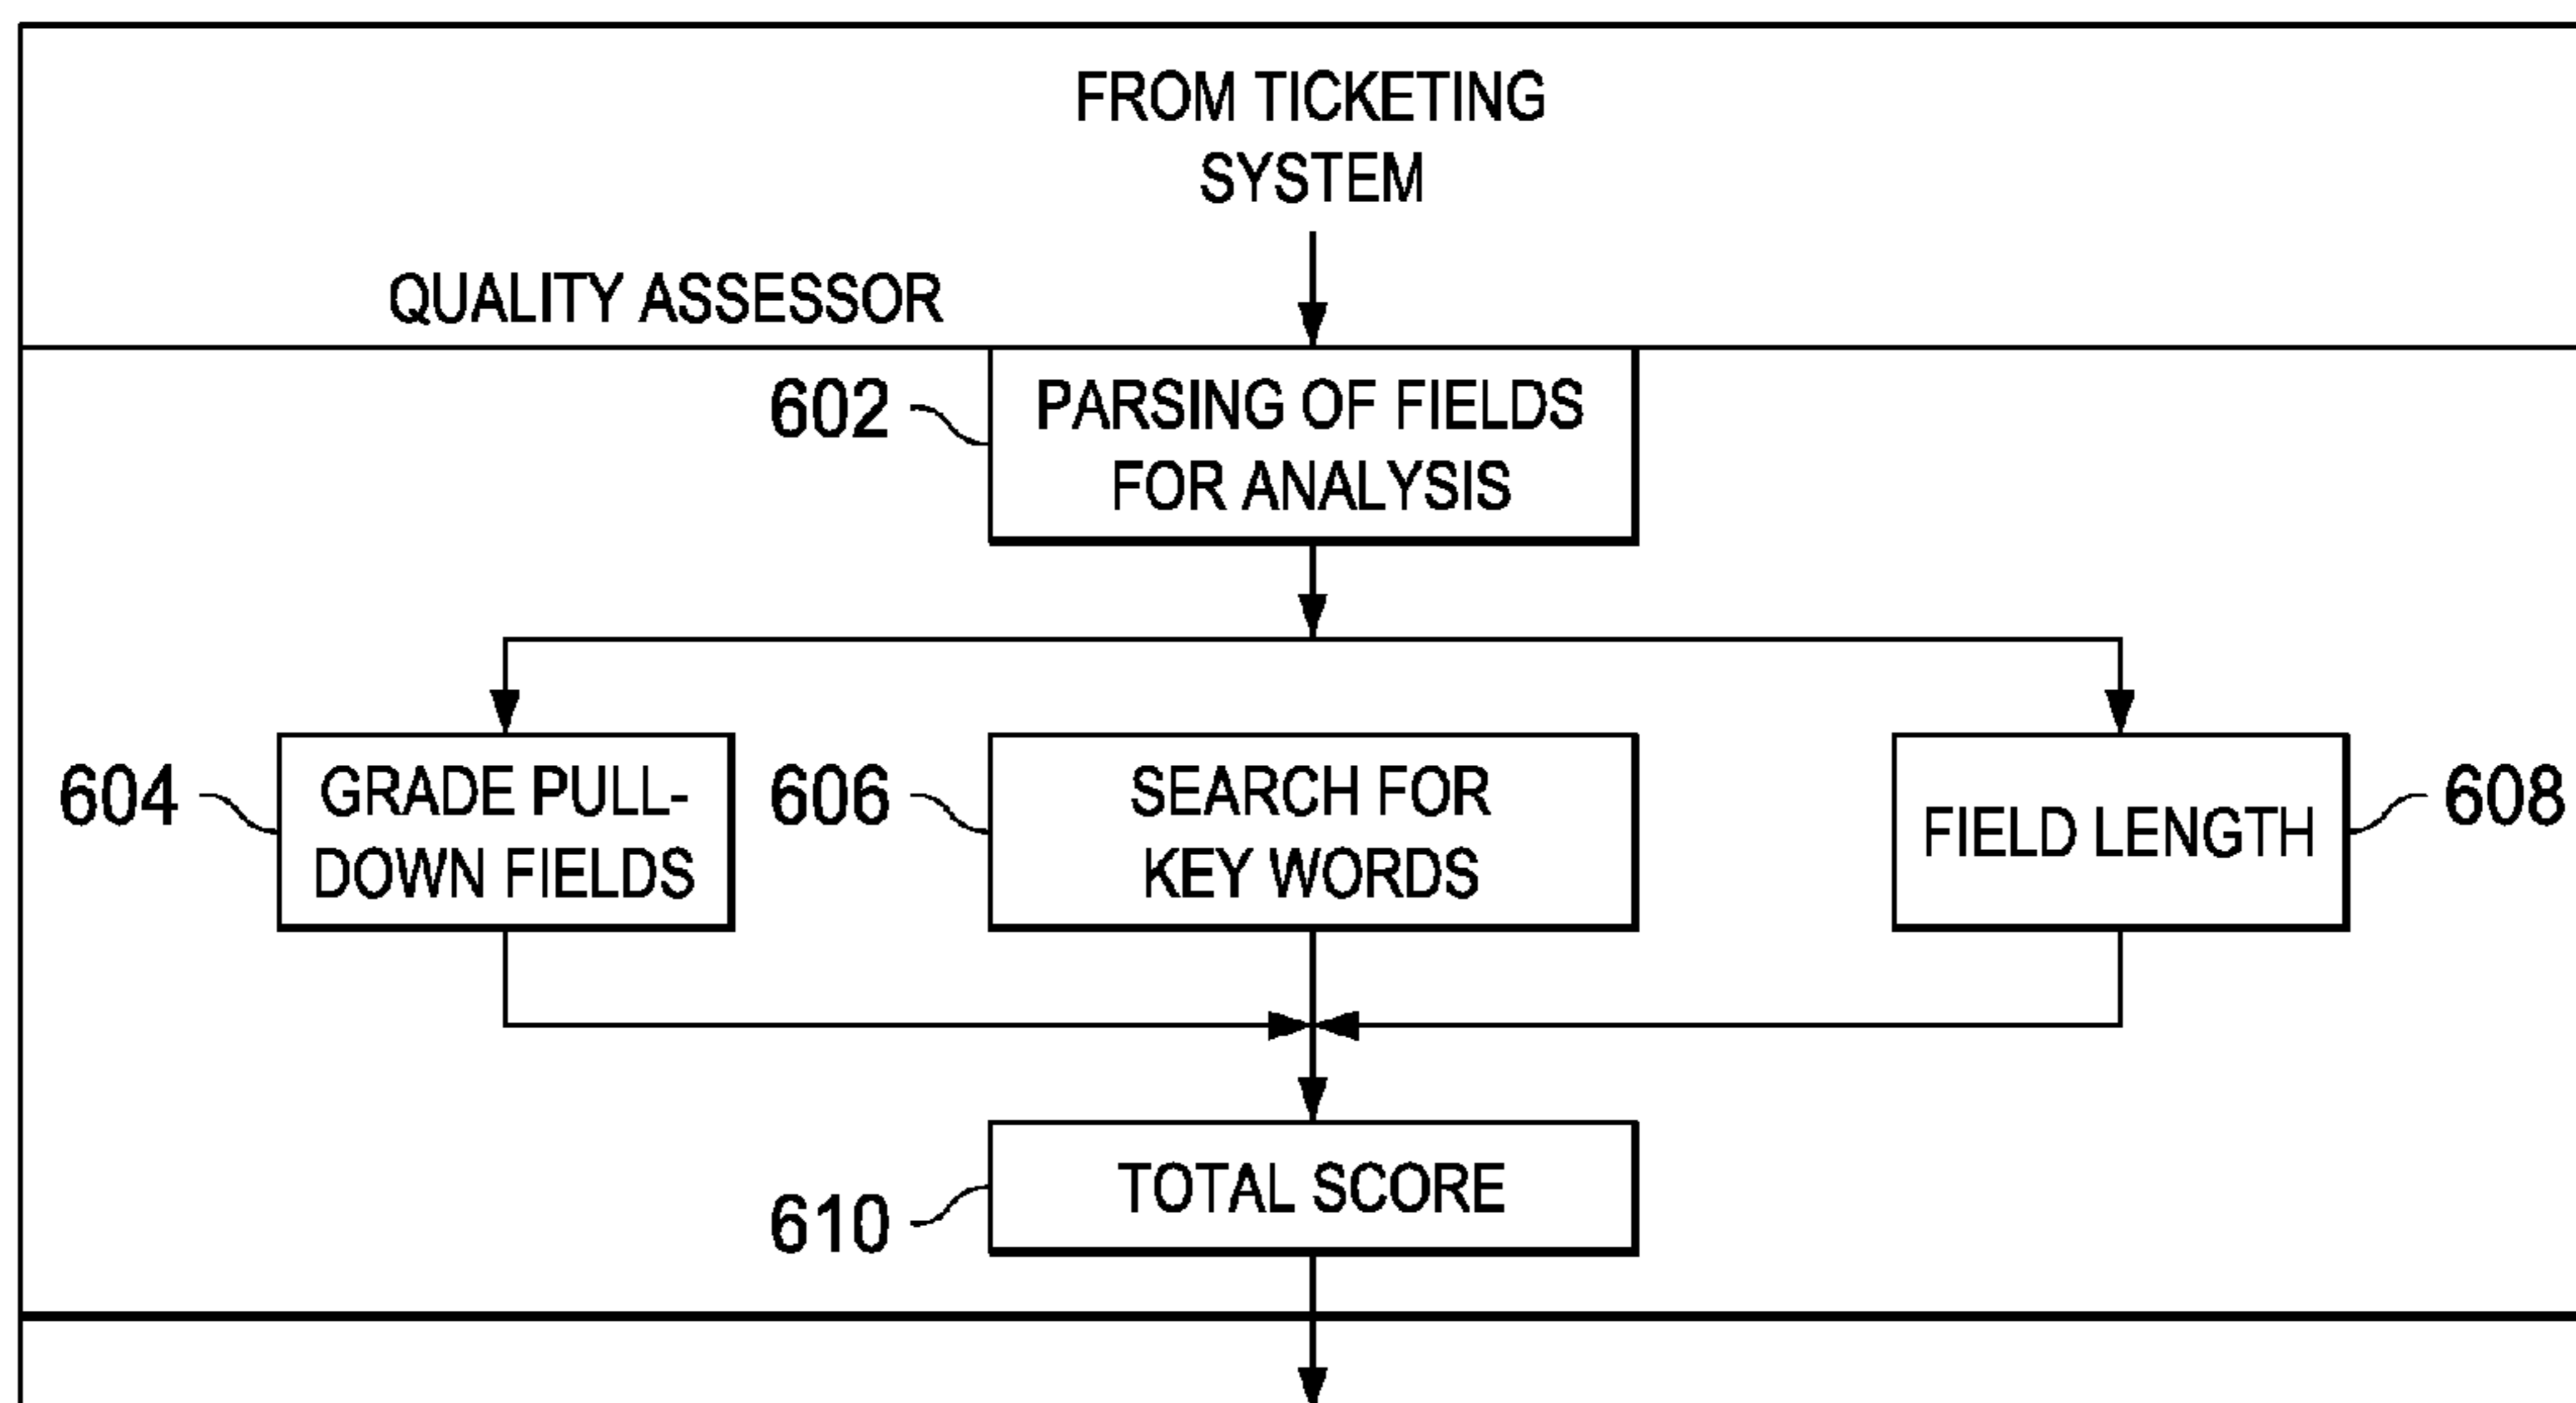 FROM TICKETING
SYSTEM
QUALITY ASSESSOR
602
PARSING OF FIELDS
FOR ANALYSIS
604
GRADE PULL-
DOWN FIELDS
606
SEARCH FOR
KEY WORDS
FIELD LENGTH
608
610
TOTAL SCORE